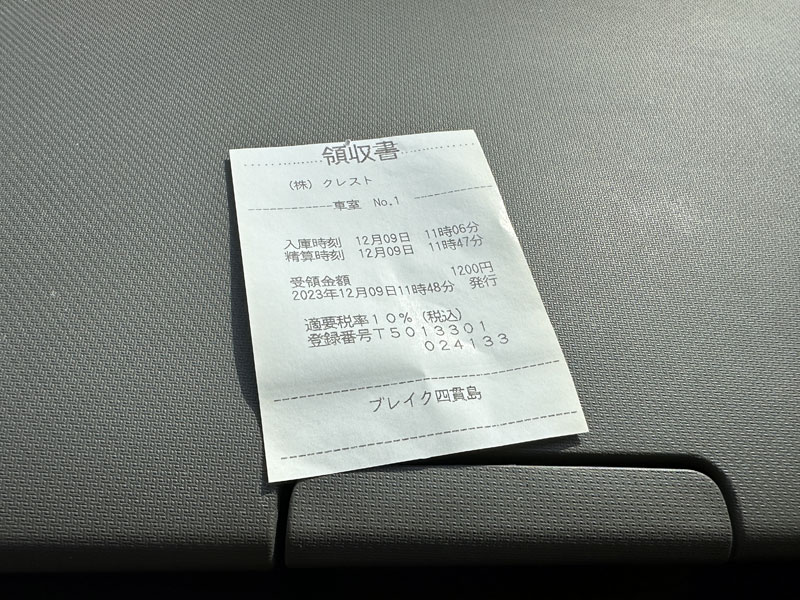 領収書
(株) クレスト
車室 No.1
入庫時刻 12月09日 11時06分
精算時刻 12月09日 11時47分
受領金額 1200円
2023年12月09日11時48分 発行
適要税率10% (税込)
登録番号T5013301
024133
ブレイク四貫島